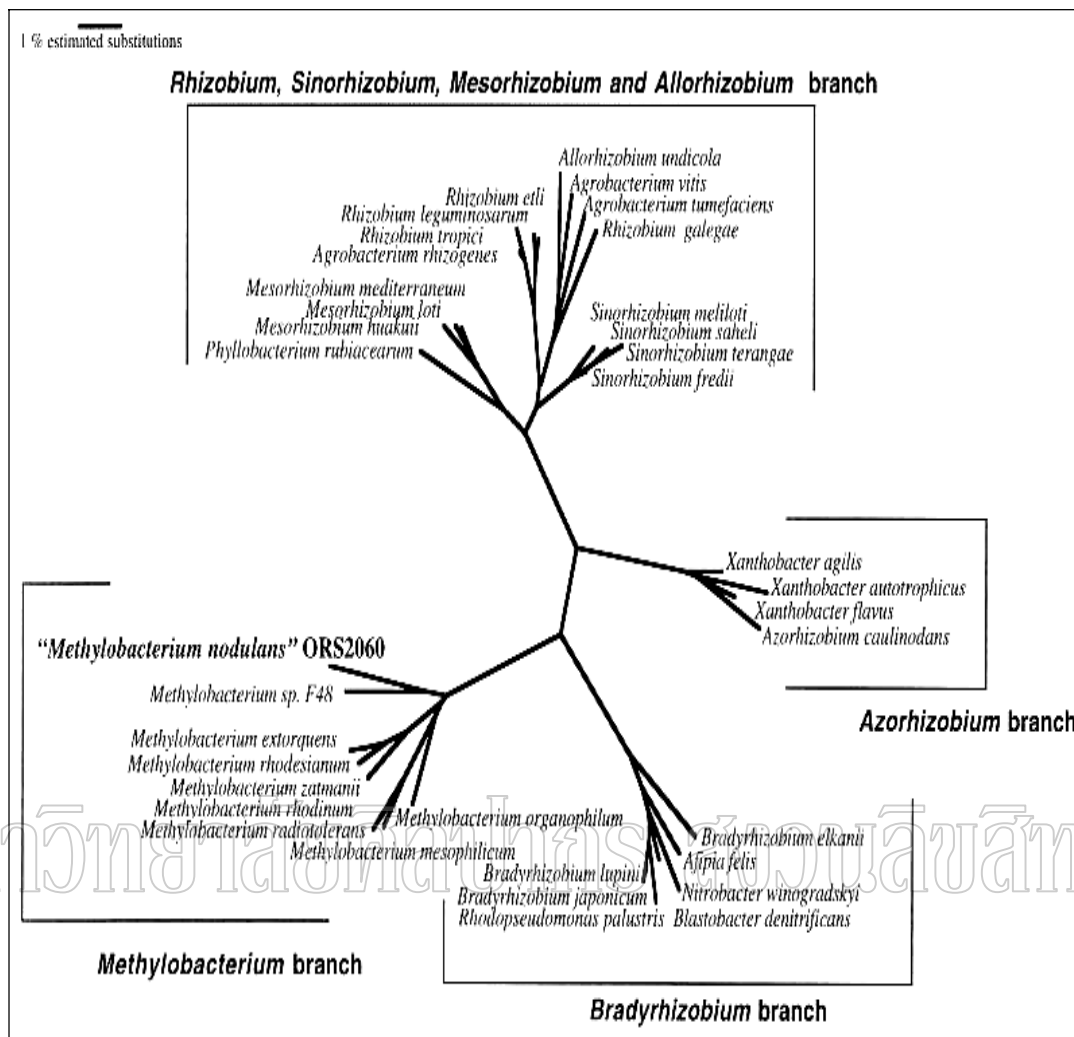 1 % estimated substitutions
Rhizobium, Sinorhizobium, Mesorhizobium and Allorhizobium branch
Allorhizobium undicola
Agrobacterium vitis
Agrobacterium tumefaciens
Rhizobium galegae
Rhizobium etli
Rhizobium leguminosarum
Rhizobium tropici
Agrobacterium rhizogenes
Mesorhizobium mediterraneum
Mesorhizobium loti
Mesorhizobium huakuii
Phyllobacterium rubiacearum
Sinorhizobium meliloti
Sinorhizobium saheli
Sinorhizobium terangae
Sinorhizobium fredii
Xanthobacter agilis
Xanthobacter autotrophicus
Xanthobacter flavus
Azorhizobium caulinodans
Azorhizobium branch
“Methylobacterium nodulans” ORS2060
Methylobacterium sp. F48
Methylobacterium extorquens
Methylobacterium rhodesianum
Methylobacterium zatmanii
Methylobacterium rhodinum
Methylobacterium radiotolerans
Methylobacterium organophilum
Methylobacterium mesophilicum
Methylobacterium branch
Bradyrhizobium elkanii
Afipia felis
Bradyrhizobium lupini
Nitrobacter winogradskyi
Bradyrhizobium japonicum
Rhodopseudomonas palustris
Blastobacter denitrificans
Bradyrhizobium branch